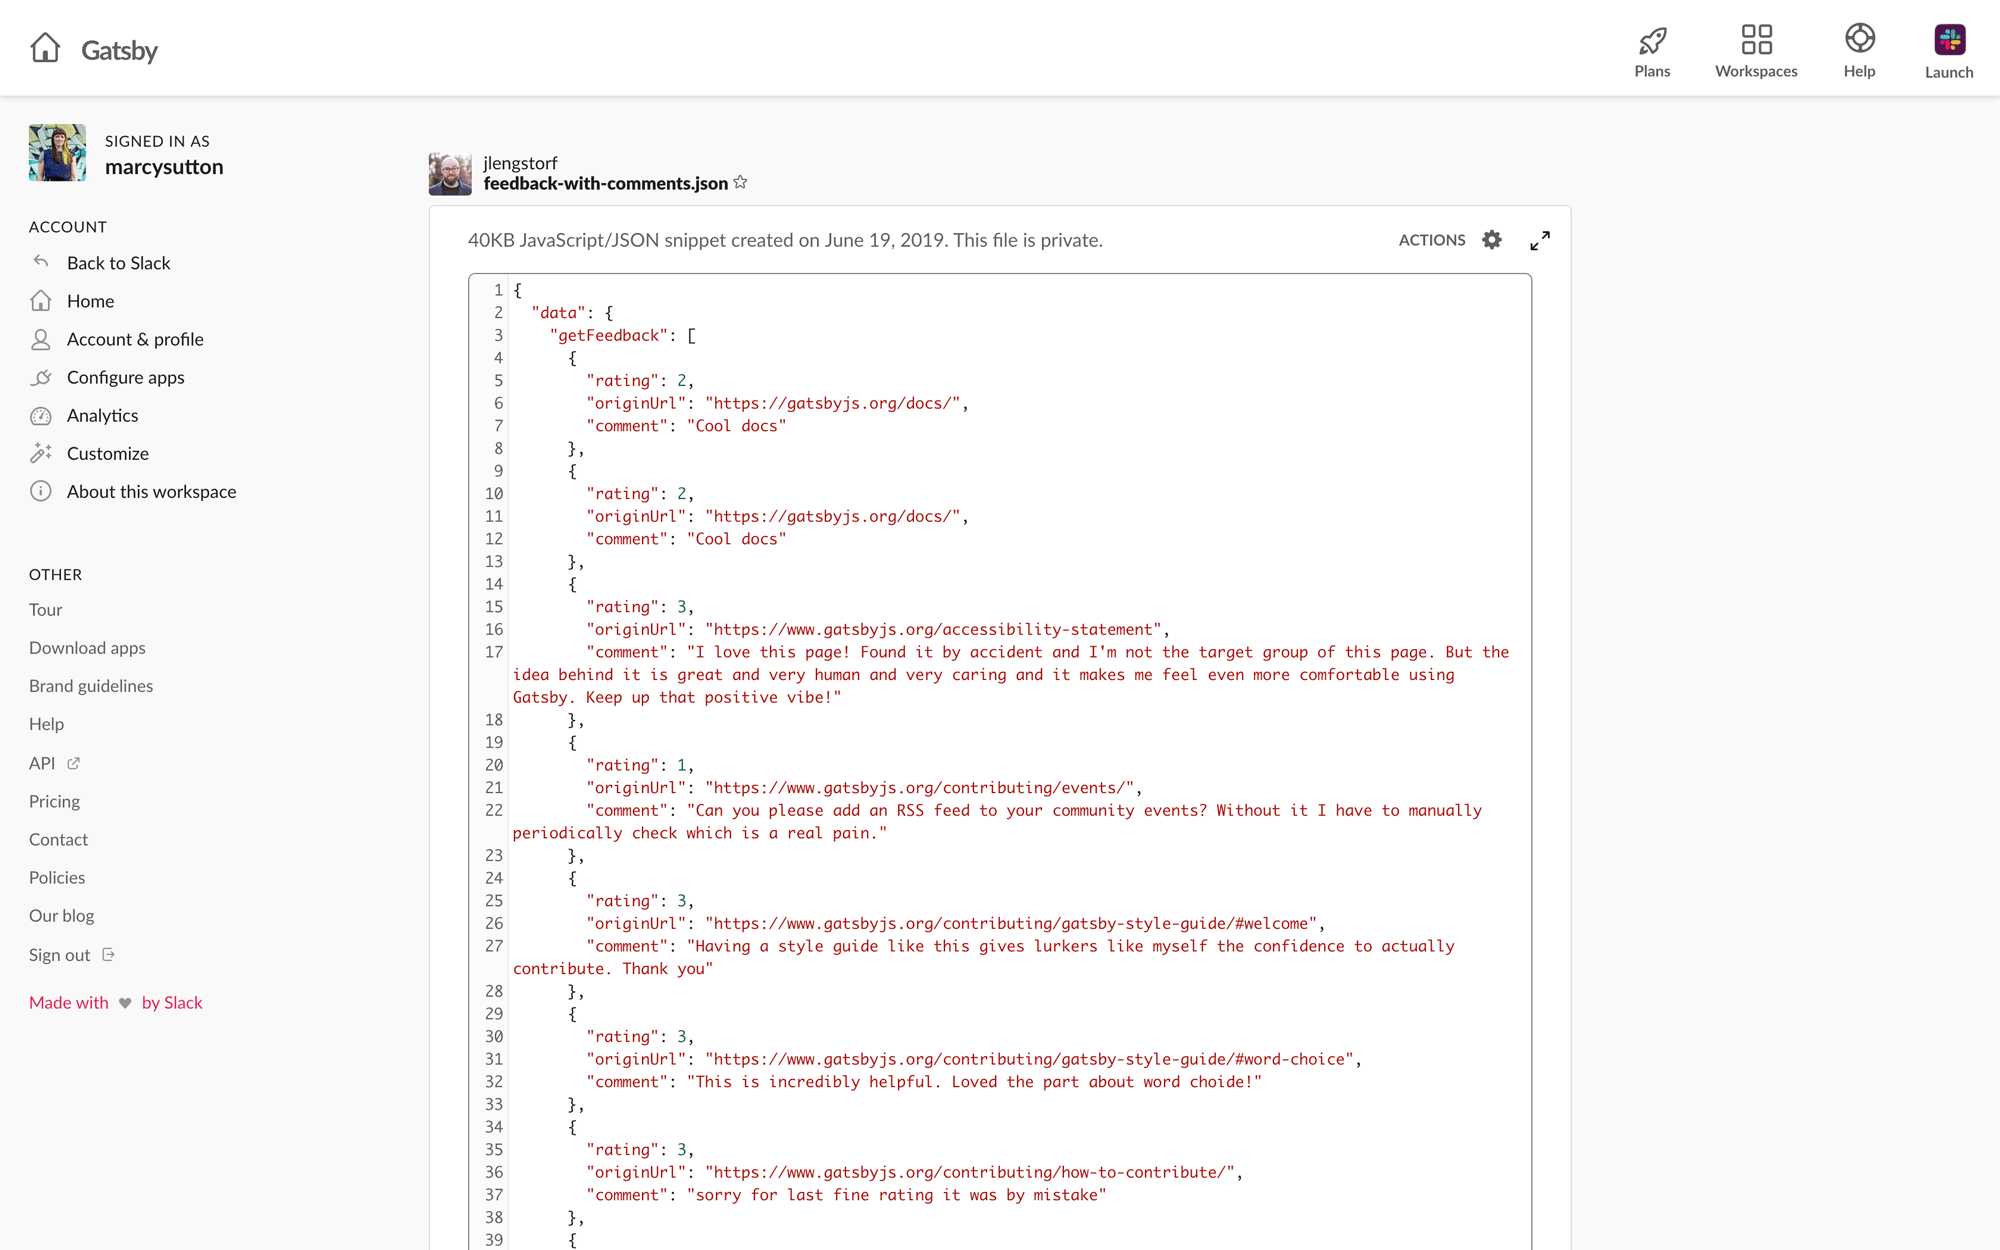 Gatsby
Plans
Workspaces
Help
Launch
SIGNED IN AS
marcysutton
ACCOUNT
Back to Slack
Home
Account & profile
Configure apps
Analytics
Customize
About this workspace
OTHER
Tour
Download apps
Brand guidelines
Help
API
Pricing
Contact
Policies
Our blog
Sign out
Made with ♥ by Slack
jlengstorf
feedback-with-comments.json
40KB JavaScript/JSON snippet created on June 19, 2019. This file is private.
ACTIONS
1 {
2   "data": {
3     "getFeedback": [
4       {
5         "rating": 2,
6         "originUrl": "https://gatsbyjs.org/docs/",
7         "comment": "Cool docs"
8       },
9       {
10         "rating": 2,
11         "originUrl": "https://gatsbyjs.org/docs/",
12         "comment": "Cool docs"
13       },
14       {
15         "rating": 3,
16         "originUrl": "https://www.gatsbyjs.org/accessibility-statement",
17         "comment": "I love this page! Found it by accident and I'm not the target group of this page. But the
idea behind it is great and very human and very caring and it makes me feel even more comfortable using
Gatsby. Keep up that positive vibe!"
18       },
19       {
20         "rating": 1,
21         "originUrl": "https://www.gatsbyjs.org/contributing/events/",
22         "comment": "Can you please add an RSS feed to your community events? Without it I have to manually
periodically check which is a real pain."
23       },
24       {
25         "rating": 3,
26         "originUrl": "https://www.gatsbyjs.org/contributing/gatsby-style-guide/#welcome",
27         "comment": "Having a style guide like this gives lurkers like myself the confidence to actually
contribute. Thank you"
28       },
29       {
30         "rating": 3,
31         "originUrl": "https://www.gatsbyjs.org/contributing/gatsby-style-guide/#word-choice",
32         "comment": "This is incredibly helpful. Loved the part about word choide!"
33       },
34       {
35         "rating": 3,
36         "originUrl": "https://www.gatsbyjs.org/contributing/how-to-contribute/",
37         "comment": "sorry for last fine rating it was by mistake"
38       },
39       {